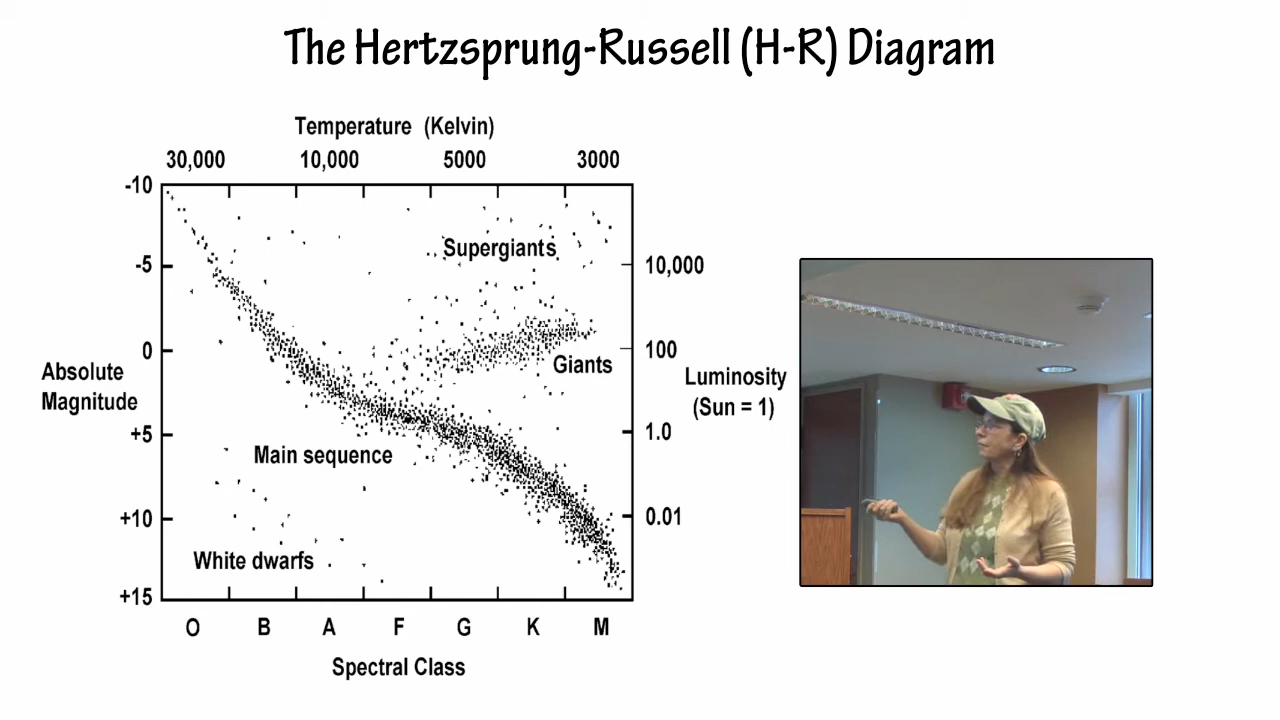 The Hertzsprung-Russell (H-R) Diagram
Temperature (Kelvin)
30,000 10,000 5000 3000
-10
-5
0
+5
+10
+15
Absolute
Magnitude
Supergiants
Giants
Main sequence
White dwarfs
10,000
100
1.0
0.01
Luminosity
(Sun = 1)
O B A F G K M
Spectral Class